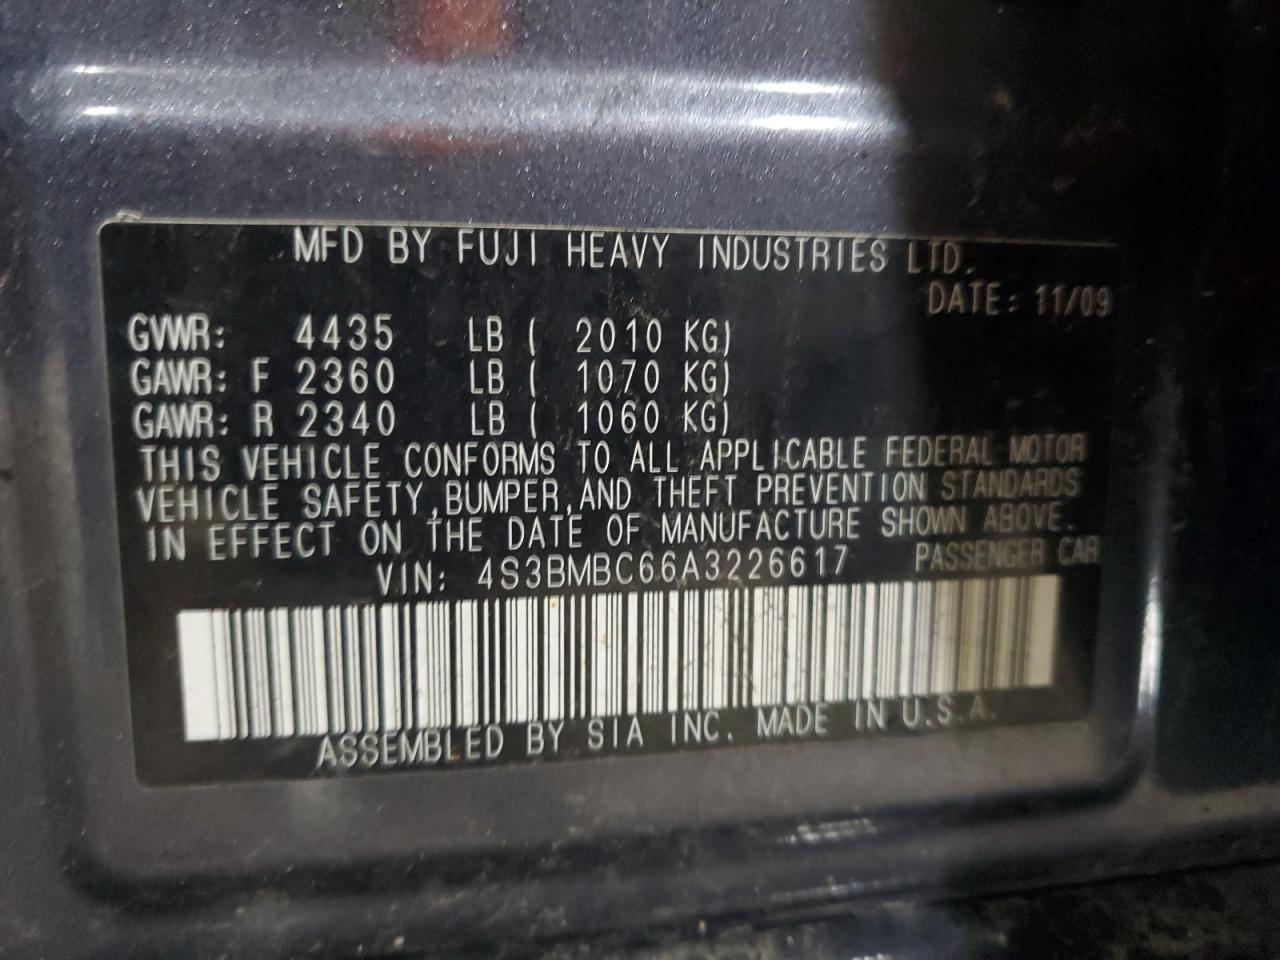 MFD BY FUJI HEAVY INDUSTRIES LTD.
DATE: 11/09
GVWR: 4435 LB ( 2010 KG)
GAWR: F 2360 LB ( 1070 KG)
GAWR: R 2340 LB ( 1060 KG)
THIS VEHICLE CONFORMS TO ALL APPLICABLE FEDERAL MOTOR
VEHICLE SAFETY,BUMPER,AND THEFT PREVENTION STANDARDS
IN EFFECT ON THE DATE OF MANUFACTURE SHOWN ABOVE.
VIN: 4S3BMBC66A3226617 PASSENGER CAR
ASSEMBLED BY SIA INC. MADE IN U.S.A.